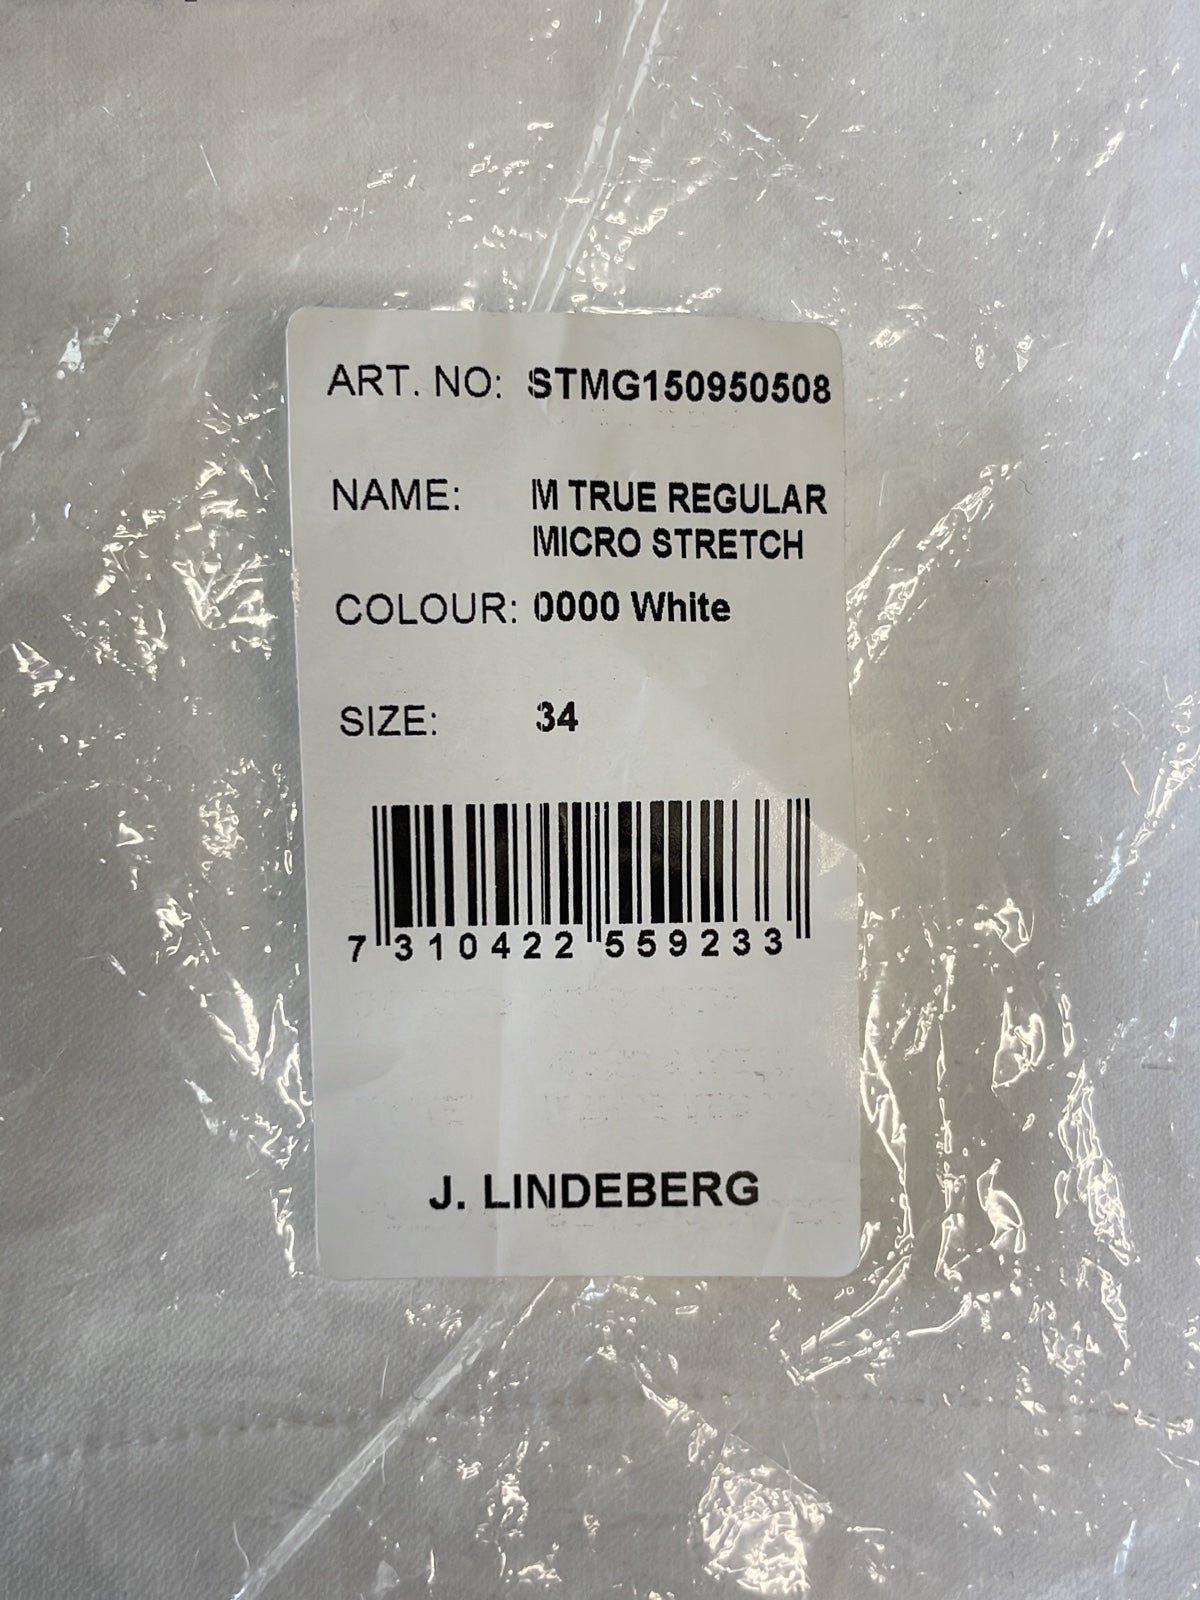 ART. NO: STMG150950508
NAME: M TRUE REGULAR
MICRO STRETCH
COLOUR: 0000 White
SIZE: 34
7 310422 559233
J. LINDEBERG